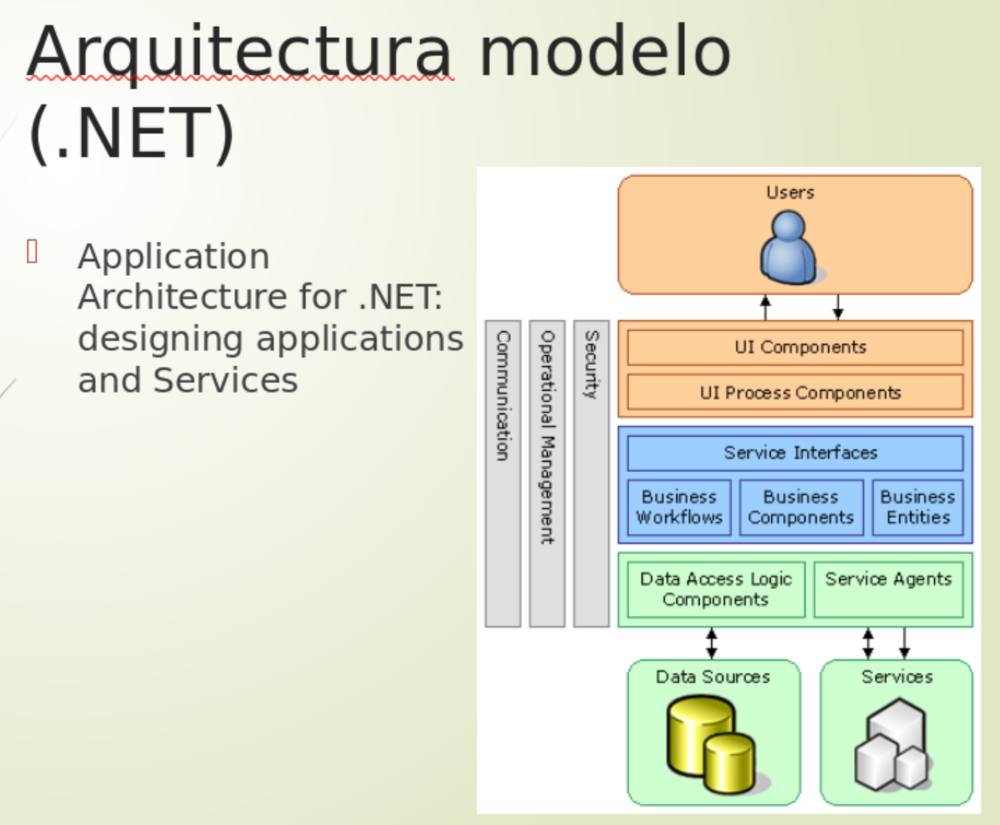 Arquitectura modelo
(.NET)
Application
Architecture for .NET:
designing applications
and Services
Users
Communication
Operational Management
Security
UI Components
UI Process Components
Service Interfaces
Business
Workflows
Business
Components
Business
Entities
Data Access Logic
Components
Service Agents
Data Sources
Services